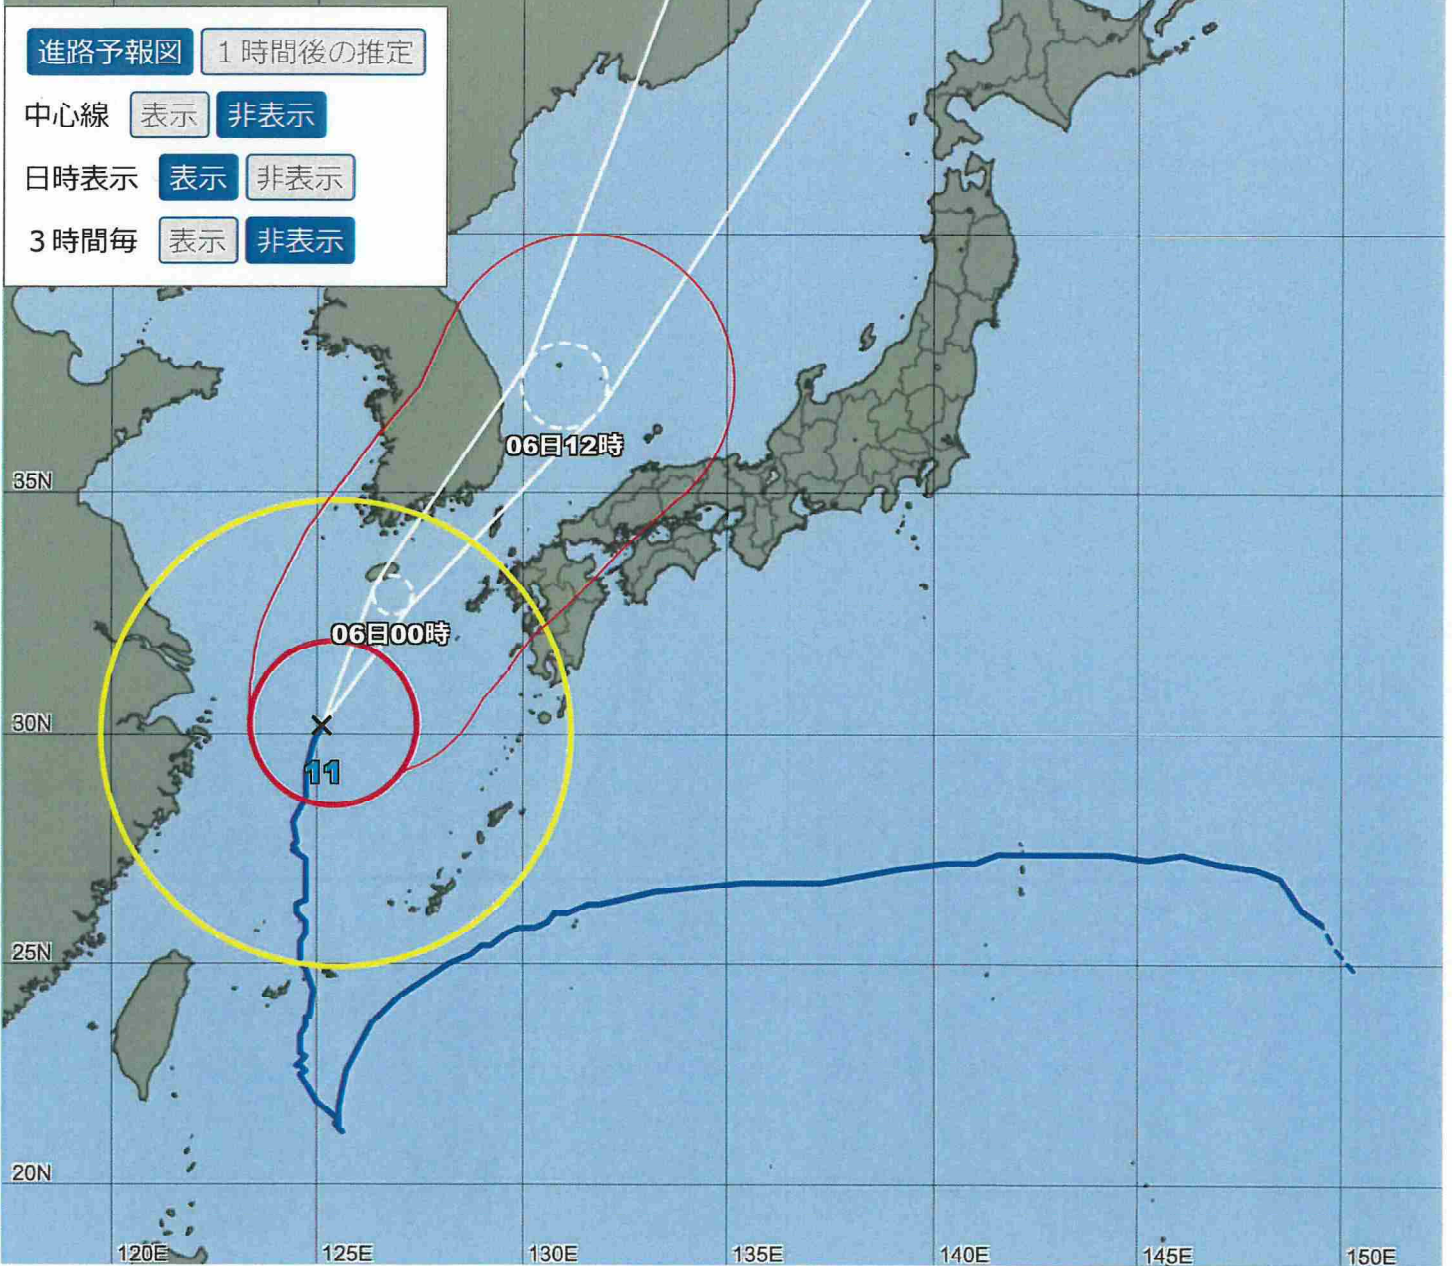 進路予報図 1時間後の推定
中心線 表示 非表示
日時表示 表示 非表示
3時間毎 表示 非表示
06日12時
35N
06日00時
30N
11
25N
20N
120E 125E 130E 135E 140E 145E 150E